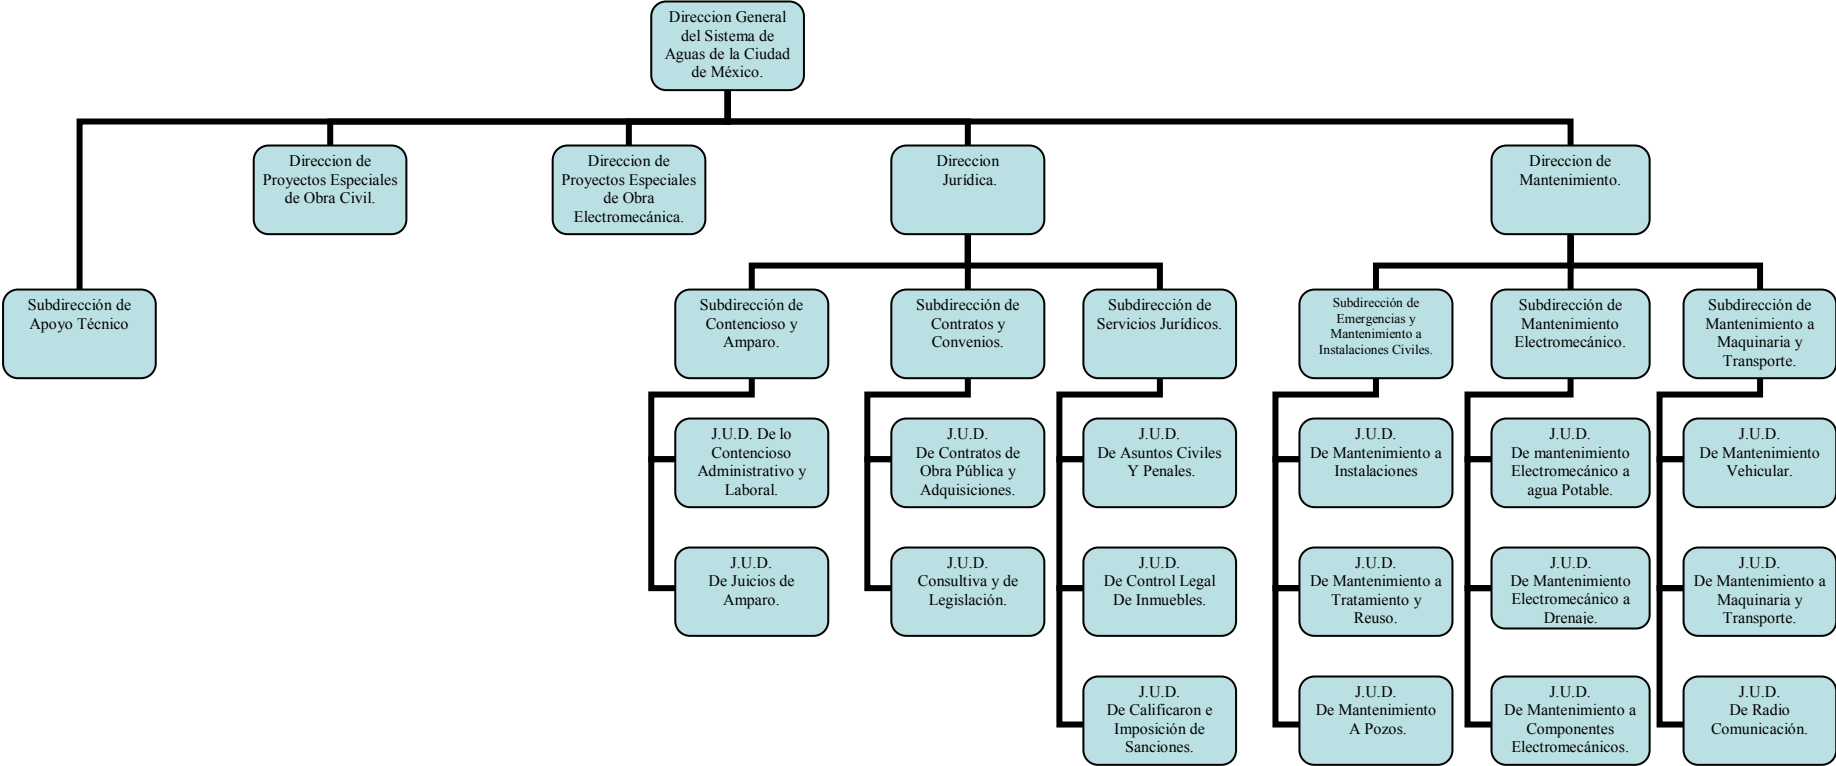 Direccion General
del Sistema de
Aguas de la Ciudad
de México.
Direccion de
Proyectos Especiales
de Obra Civil.
Direccion de
Proyectos Especiales
de Obra
Electromecánica.
Direccion
Jurídica.
Direccion de
Mantenimiento.
Subdirección de
Apoyo Técnico
Subdirección de
Contencioso y
Amparo.
Subdirección de
Contratos y
Convenios.
Subdirección de
Servicios Jurídicos.
Subdirección de
Emergencias y
Mantenimiento a
Instalaciones Civiles.
Subdirección de
Mantenimiento
Electromecánico.
Subdirección de
Mantenimiento a
Maquinaria y
Transporte.
J.U.D. De lo
Contencioso
Administrativo y
Laboral.
J.U.D.
De Contratos de
Obra Pública y
Adquisiciones.
J.U.D.
De Asuntos Civiles
Y Penales.
J.U.D.
De Mantenimiento a
Instalaciones
J.U.D.
De mantenimiento
Electromecánico a
agua Potable.
J.U.D.
De Mantenimiento
Vehicular.
J.U.D.
De Juicios de
Amparo.
J.U.D.
Consultiva y de
Legislación.
J.U.D.
De Control Legal
De Inmuebles.
J.U.D.
De Mantenimiento a
Tratamiento y
Reuso.
J.U.D.
De Mantenimiento
Electromecánico a
Drenaje.
J.U.D.
De Mantenimiento a
Maquinaria y
Transporte.
J.U.D.
De Calificaron e
Imposición de
Sanciones.
J.U.D.
De Mantenimiento
A Pozos.
J.U.D.
De Mantenimiento a
Componentes
Electromecánicos.
J.U.D.
De Radio
Comunicación.